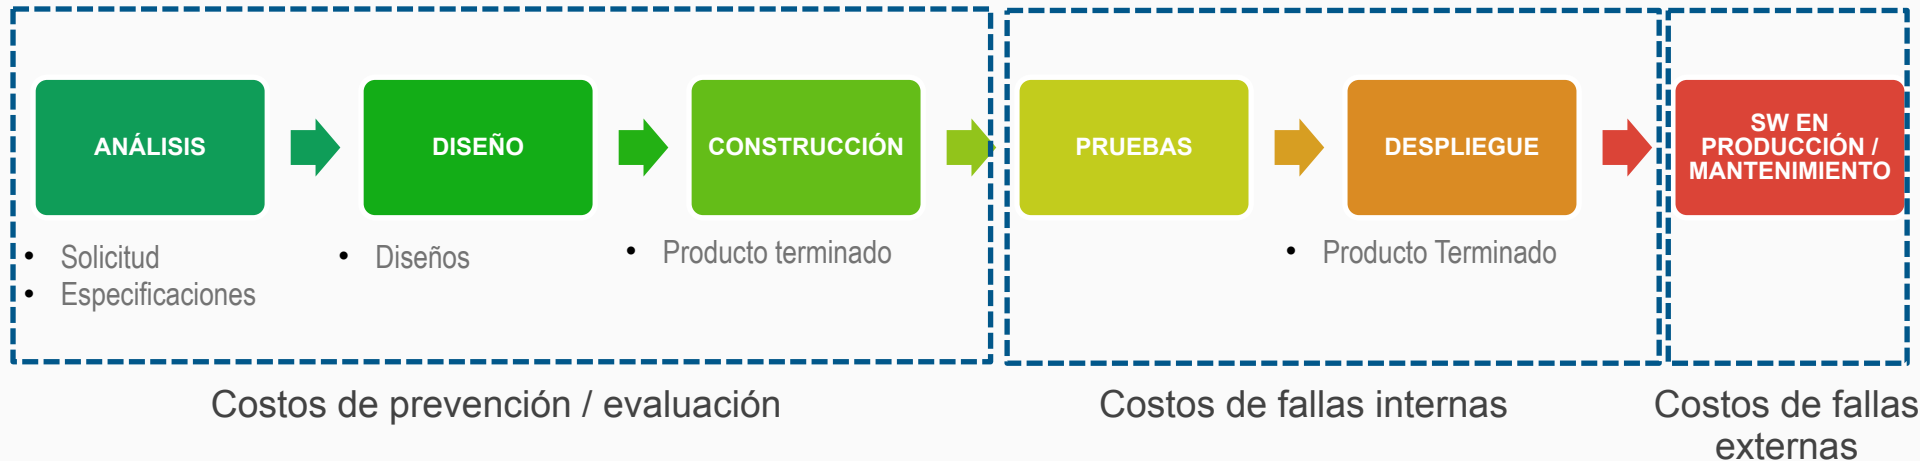 ANÁLISIS
DISEÑO
CONSTRUCCIÓN
PRUEBAS
DESPLIEGUE
SW EN
PRODUCCIÓN /
MANTENIMIENTO
• Solicitud
• Especificaciones
• Diseños
• Producto terminado
• Producto Terminado
Costos de prevención / evaluación
Costos de fallas internas
Costos de fallas
externas